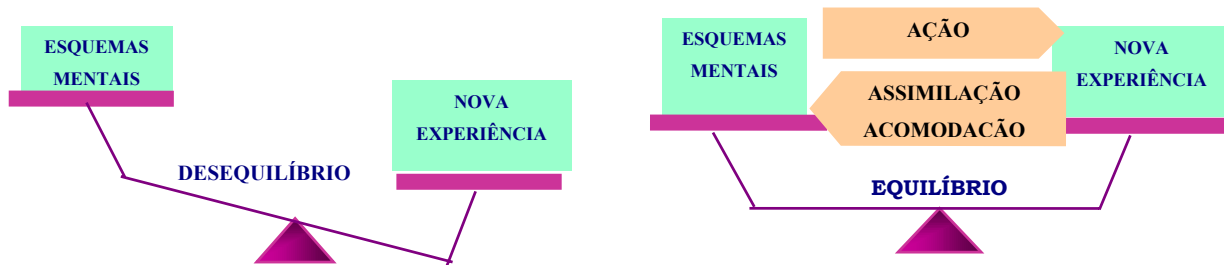 ESQUEMAS
MENTAIS
NOVA
EXPERIÊNCIA
DESEQUILÍBRIO
ESQUEMAS
MENTAIS
AÇÃO
NOVA
EXPERIÊNCIA
ASSIMILAÇÃO
ACOMODACÃO
EQUILÍBRIO